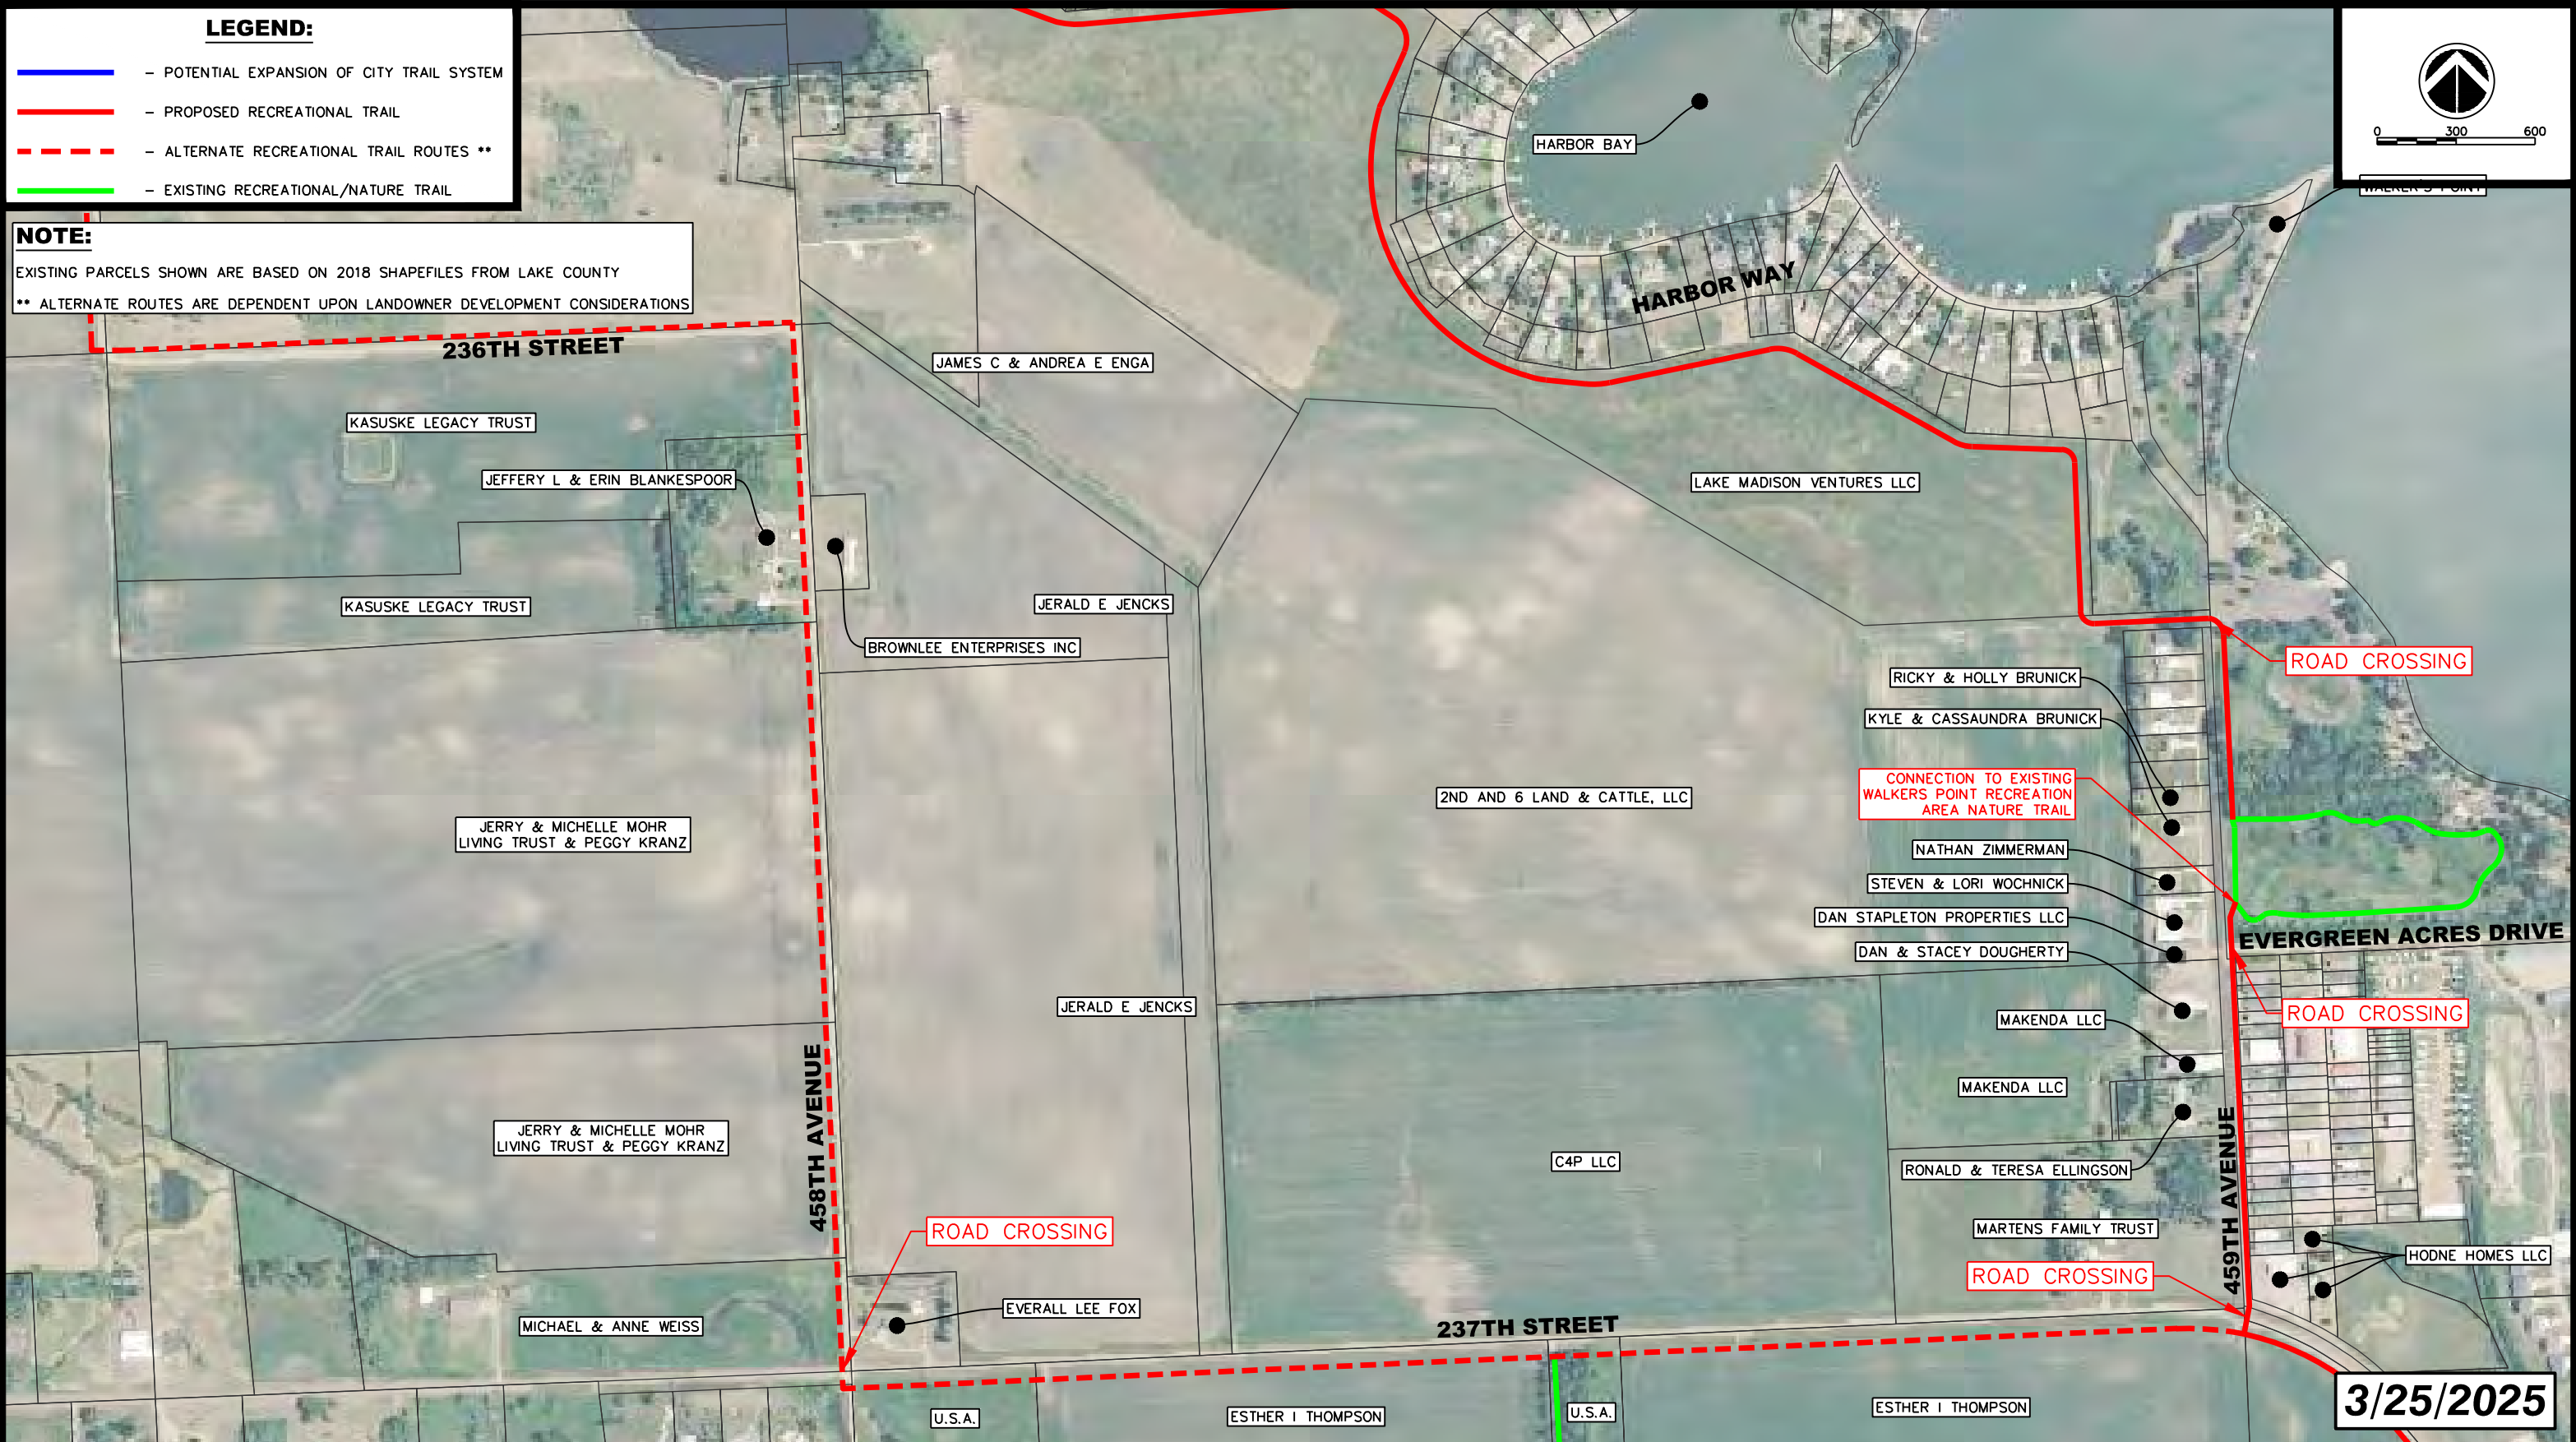 LEGEND:
– POTENTIAL EXPANSION OF CITY TRAIL SYSTEM
– PROPOSED RECREATIONAL TRAIL
– ALTERNATE RECREATIONAL TRAIL ROUTES **
– EXISTING RECREATIONAL/NATURE TRAIL
NOTE:
EXISTING PARCELS SHOWN ARE BASED ON 2018 SHAPEFILES FROM LAKE COUNTY
** ALTERNATE ROUTES ARE DEPENDENT UPON LANDOWNER DEVELOPMENT CONSIDERATIONS
0 300 600
WALKER'S POINT
HARBOR BAY
HARBOR WAY
236TH STREET
JAMES C & ANDREA E ENGA
KASUSKE LEGACY TRUST
JEFFERY L & ERIN BLANKESPOOR
LAKE MADISON VENTURES LLC
KASUSKE LEGACY TRUST
JERALD E JENCKS
BROWNLEE ENTERPRISES INC
ROAD CROSSING
RICKY & HOLLY BRUNICK
KYLE & CASSAUNDRA BRUNICK
CONNECTION TO EXISTING
WALKERS POINT RECREATION
AREA NATURE TRAIL
2ND AND 6 LAND & CATTLE, LLC
JERRY & MICHELLE MOHR
LIVING TRUST & PEGGY KRANZ
NATHAN ZIMMERMAN
STEVEN & LORI WOCHNICK
DAN STAPLETON PROPERTIES LLC
EVERGREEN ACRES DRIVE
DAN & STACEY DOUGHERTY
JERALD E JENCKS
ROAD CROSSING
MAKENDA LLC
MAKENDA LLC
458TH AVENUE
JERRY & MICHELLE MOHR
LIVING TRUST & PEGGY KRANZ
C4P LLC
RONALD & TERESA ELLINGSON
459TH AVENUE
ROAD CROSSING
MARTENS FAMILY TRUST
HODNE HOMES LLC
ROAD CROSSING
EVERALL LEE FOX
MICHAEL & ANNE WEISS
237TH STREET
U.S.A.
ESTHER I THOMPSON
U.S.A.
ESTHER I THOMPSON
3/25/2025